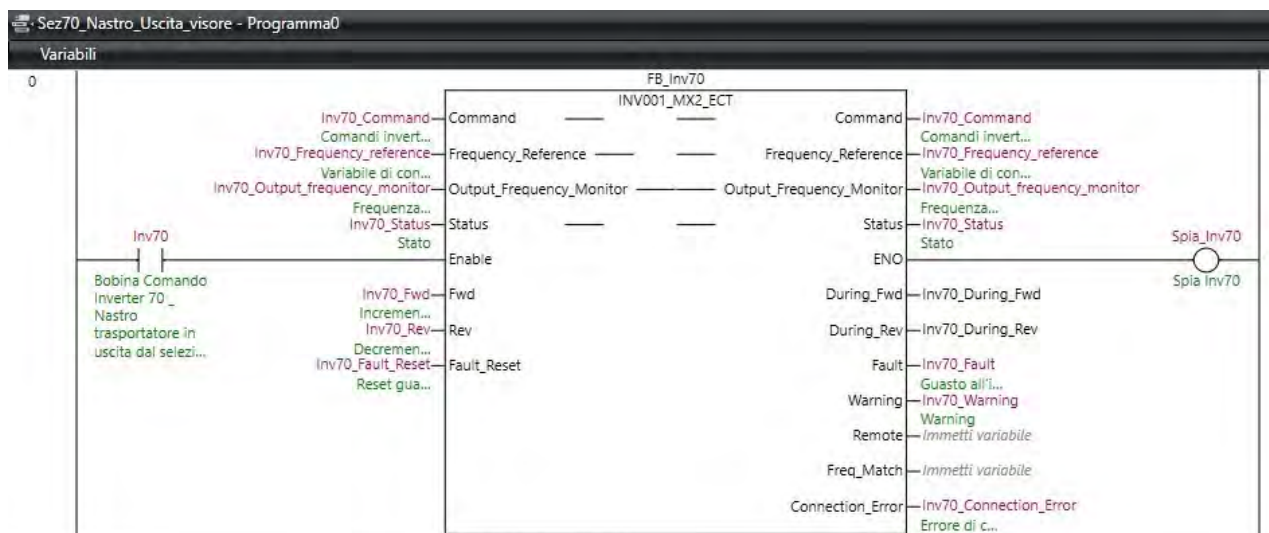 Sez70_Nastro_Uscita_visore - Programma0
Variabili
0
FB_Inv70
INV001_MX2_ECT
Inv70_Command Command Command Inv70_Command
Comandi invert... Comandi invert...
Inv70_Frequency_reference Frequency_Reference Frequency_Reference Inv70_Frequency_reference
Variabile di con... Variabile di con...
Inv70_Output_frequency_monitor Output_Frequency_Monitor Output_Frequency_Monitor Inv70_Output_frequency_monitor
Frequenza... Frequenza...
Inv70_Status Status Status Inv70_Status
Stato Stato
Inv70 Enable ENO Spia_Inv70
Bobina Comando
Inverter 70 _
Nastro
trasportatore in
uscita dal selezi...
Spia Inv70
Inv70_Fwd Fwd During_Fwd Inv70_During_Fwd
Incremen...
Inv70_Rev Rev During_Rev Inv70_During_Rev
Decremen...
Inv70_Fault_Reset Fault_Reset Fault Inv70_Fault
Reset gua... Guasto all'i...
Warning Inv70_Warning
Warning
Remote Immetti variabile
Freq_Match Immetti variabile
Connection_Error Inv70_Connection_Error
Errore di c...